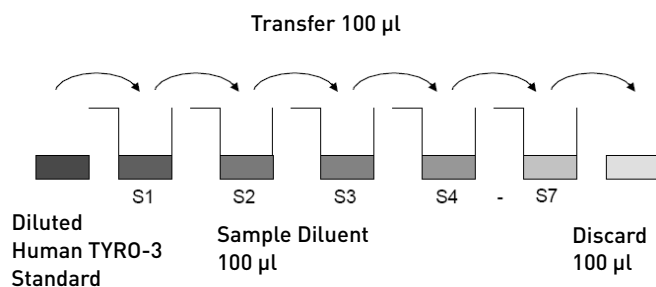 Transfer 100 µl
S1 S2 S3 S4 - S7
Diluted
Human TYRO-3
Standard
Sample Diluent
100 µl
Discard
100 µl